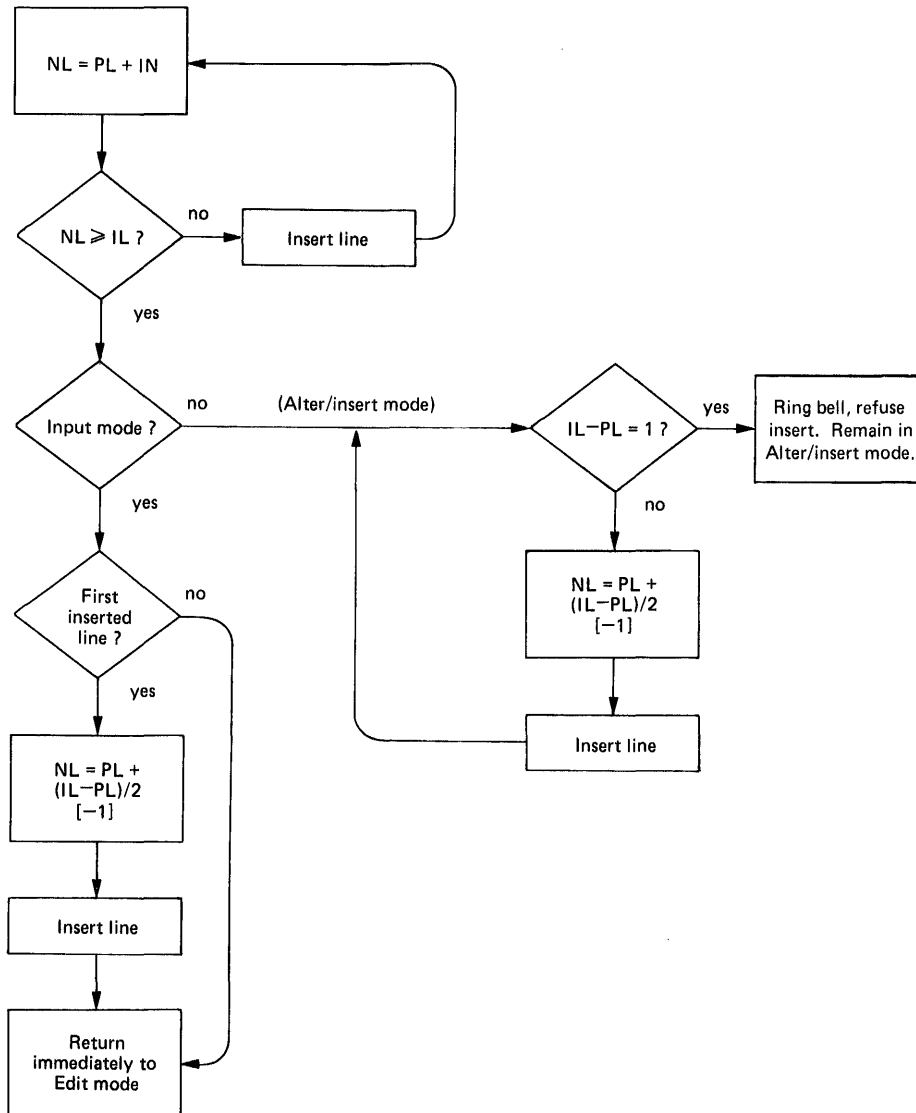 NL = PL + IN
NL ⩾ IL ?
no
Insert line
yes
Input mode ?
no
(Alter/insert mode)
IL−PL = 1 ?
yes
Ring bell, refuse
insert. Remain in
Alter/insert mode.
yes
no
First
inserted
line ?
no
NL = PL +
(IL−PL)/2
[−1]
yes
Insert line
NL = PL +
(IL−PL)/2
[−1]
Insert line
Return
immediately to
Edit mode